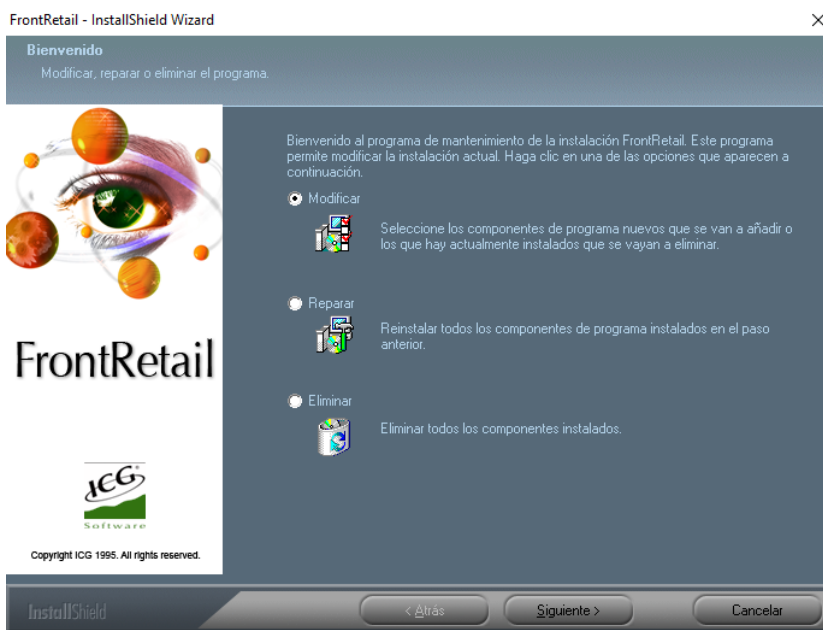 FrontRetail - InstallShield Wizard
Bienvenido
Modificar, reparar o eliminar el programa.
Bienvenido al programa de mantenimiento de la instalación FrontRetail. Este programa
permite modificar la instalación actual. Haga clic en una de las opciones que aparecen a
continuación.
Modificar
Seleccione los componentes de programa nuevos que se van a añadir o
los que hay actualmente instalados que se vayan a eliminar.
Reparar
Reinstalar todos los componentes de programa instalados en el paso
anterior.
Eliminar
Eliminar todos los componentes instalados.
FrontRetail
ICG
Software
Copyright ICG 1995. All rights reserved.
InstallShield
< Atrás
Siguiente >
Cancelar